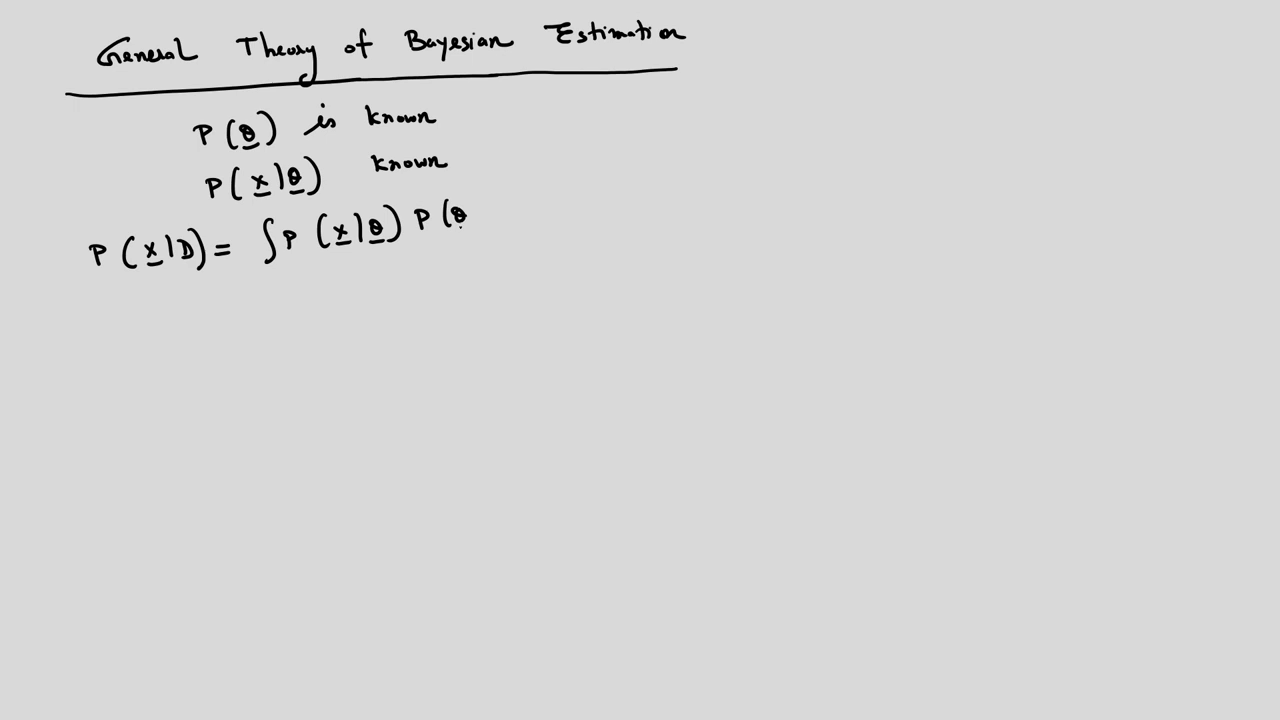 General Theory of Bayesian Estimation
P(θ) is known
P(x|θ) known
P(x|D) = ∫P(x|θ) P(θ